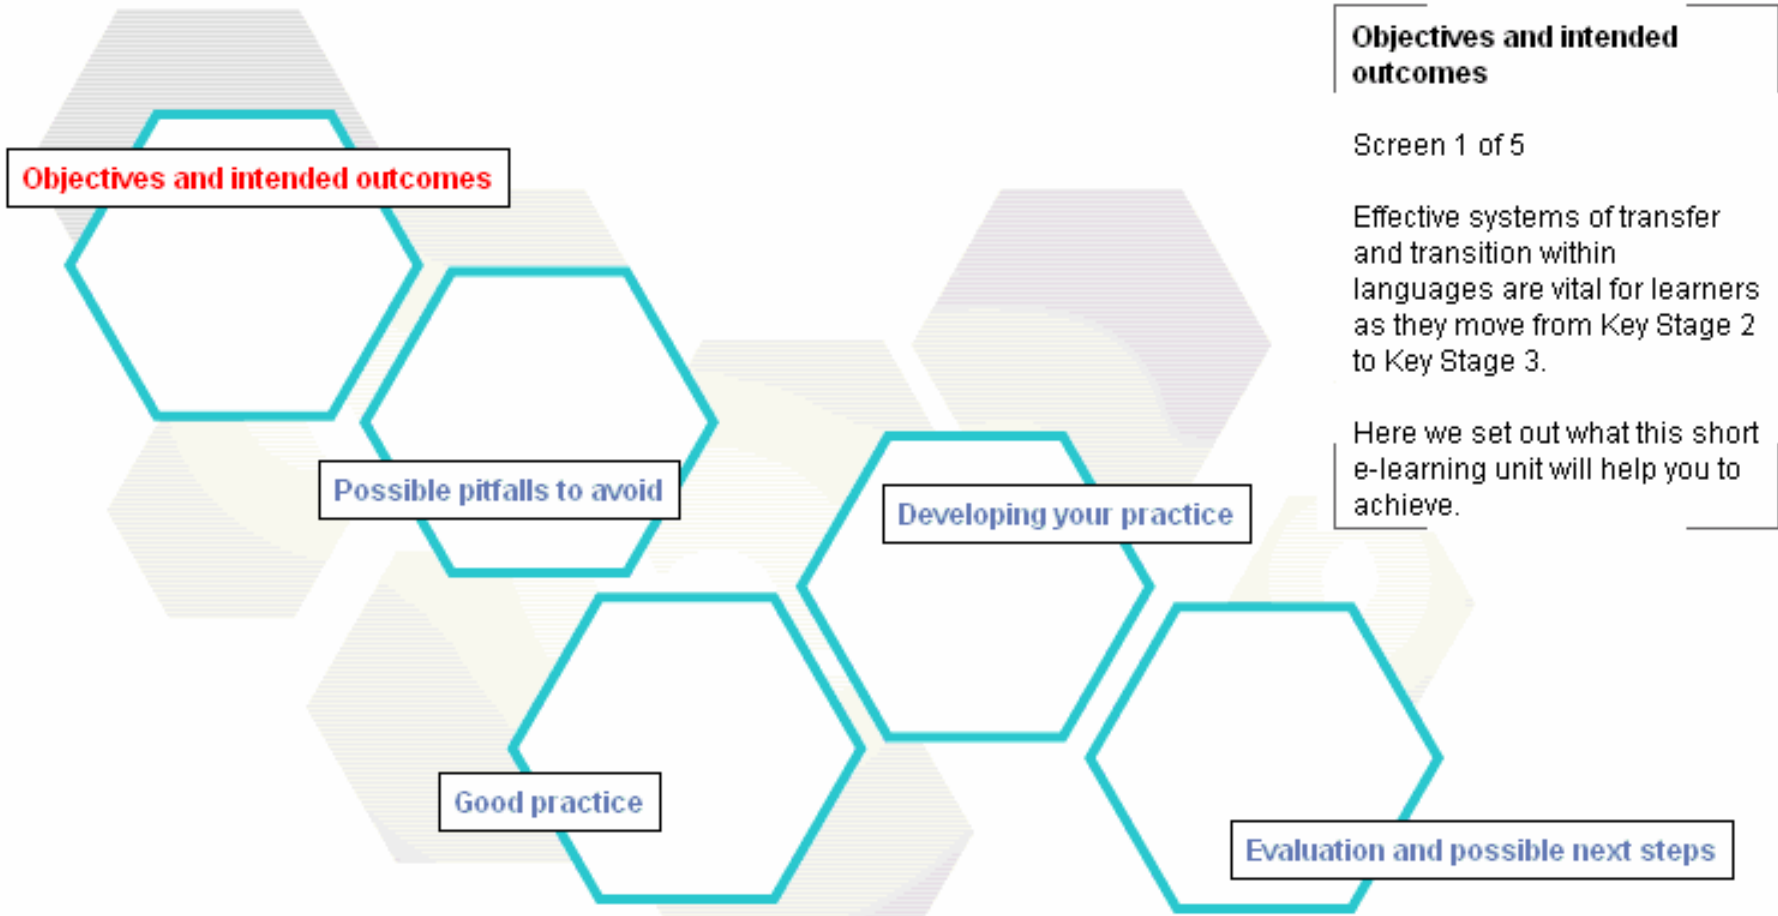 Objectives and intended outcomes
Possible pitfalls to avoid
Good practice
Developing your practice
Evaluation and possible next steps
Objectives and intended
outcomes
Screen 1 of 5
Effective systems of transfer
and transition within
languages are vital for learners
as they move from Key Stage 2
to Key Stage 3.
Here we set out what this short
e-learning unit will help you to
achieve.